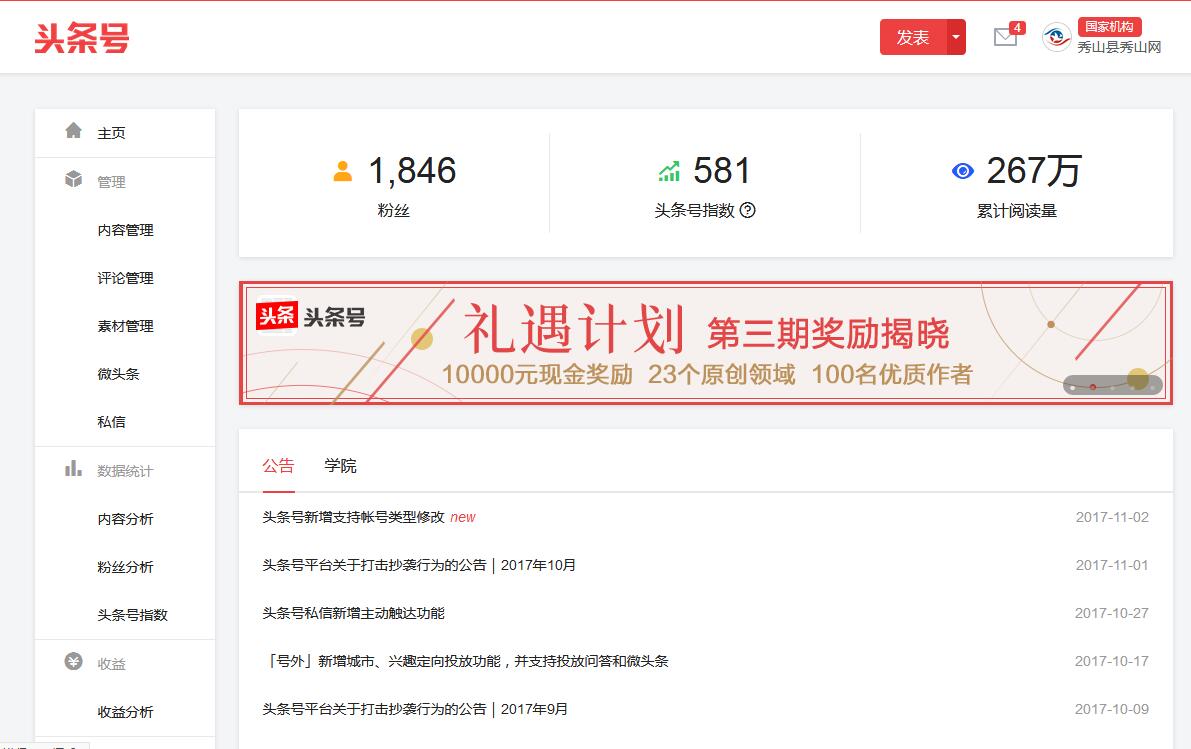 头条号
发表
4
国家机构
秀山县秀山网
主页
管理
内容管理
评论管理
素材管理
微头条
私信
数据统计
内容分析
粉丝分析
头条号指数
收益
收益分析
1,846
粉丝
581
头条号指数
267万
累计阅读量
头条 头条号
礼遇计划 第三期奖励揭晓
10000元现金奖励 23个原创领域 100名优质作者
公告 学院
头条号新增支持帐号类型修改 new 2017-11-02
头条号平台关于打击抄袭行为的公告 | 2017年10月 2017-11-01
头条号私信新增主动触达功能 2017-10-27
「号外」新增城市、兴趣定向投放功能，并支持投放问答和微头条 2017-10-17
头条号平台关于打击抄袭行为的公告 | 2017年9月 2017-10-09